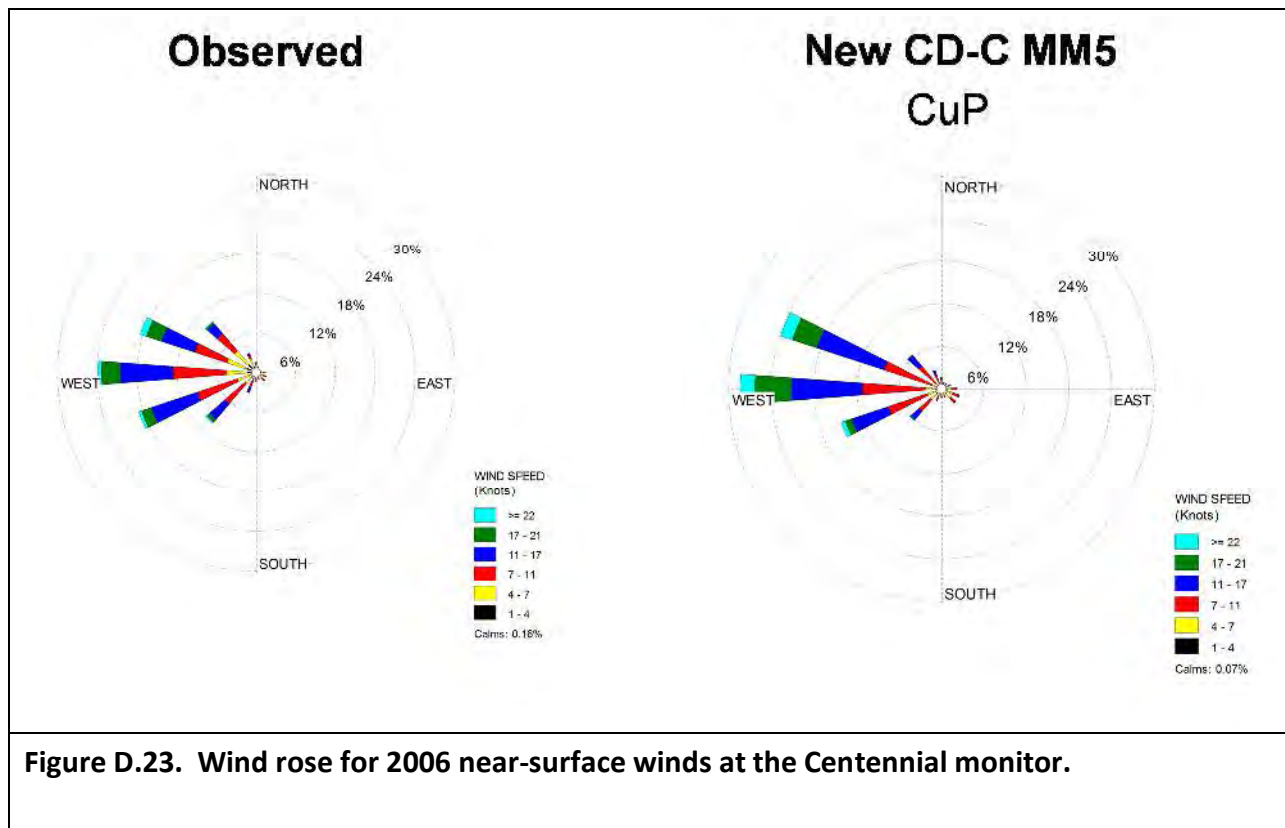 Observed
NORTH
30%
24%
18%
12%
6%
WEST
EAST
SOUTH
WIND SPEED
(Knots)
>= 22
17 - 21
11 - 17
7 - 11
4 - 7
1 - 4
Calms: 0.16%
New CD-C MM5
CuP
NORTH
30%
24%
18%
12%
6%
WEST
EAST
SOUTH
WIND SPEED
(Knots)
>= 22
17 - 21
11 - 17
7 - 11
4 - 7
1 - 4
Calms: 0.07%
Figure D.23. Wind rose for 2006 near-surface winds at the Centennial monitor.